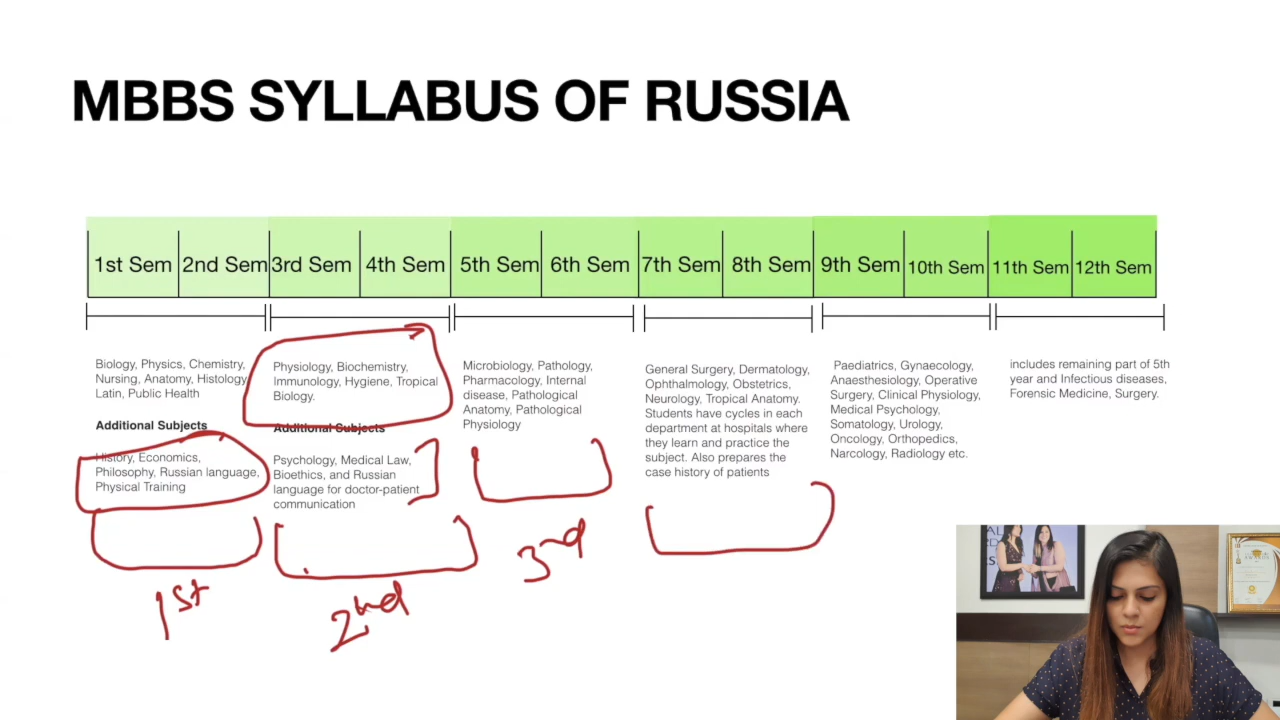 MBBS SYLLABUS OF RUSSIA
1st Sem 2nd Sem 3rd Sem 4th Sem 5th Sem 6th Sem 7th Sem 8th Sem 9th Sem 10th Sem 11th Sem 12th Sem
Biology, Physics, Chemistry,
Nursing, Anatomy, Histology,
Latin, Public Health
Additional Subjects
History, Economics,
Philosophy, Russian language,
Physical Training
Physiology, Biochemistry,
Immunology, Hygiene, Tropical
Biology.
Additional Subjects
Psychology, Medical Law,
Bioethics, and Russian
language for doctor-patient
communication
Microbiology, Pathology,
Pharmacology, Internal
disease, Pathological
Anatomy, Pathological
Physiology
General Surgery, Dermatology,
Ophthalmology, Obstetrics,
Neurology, Tropical Anatomy.
Students have cycles in each
department at hospitals where
they learn and practice the
subject. Also prepares the
case history of patients
Paediatrics, Gynaecology,
Anaesthesiology, Operative
Surgery, Clinical Physiology,
Medical Psychology,
Somatology, Urology,
Oncology, Orthopedics,
Narcology, Radiology etc.
includes remaining part of 5th
year and Infectious diseases,
Forensic Medicine, Surgery.
1st
2nd
3rd